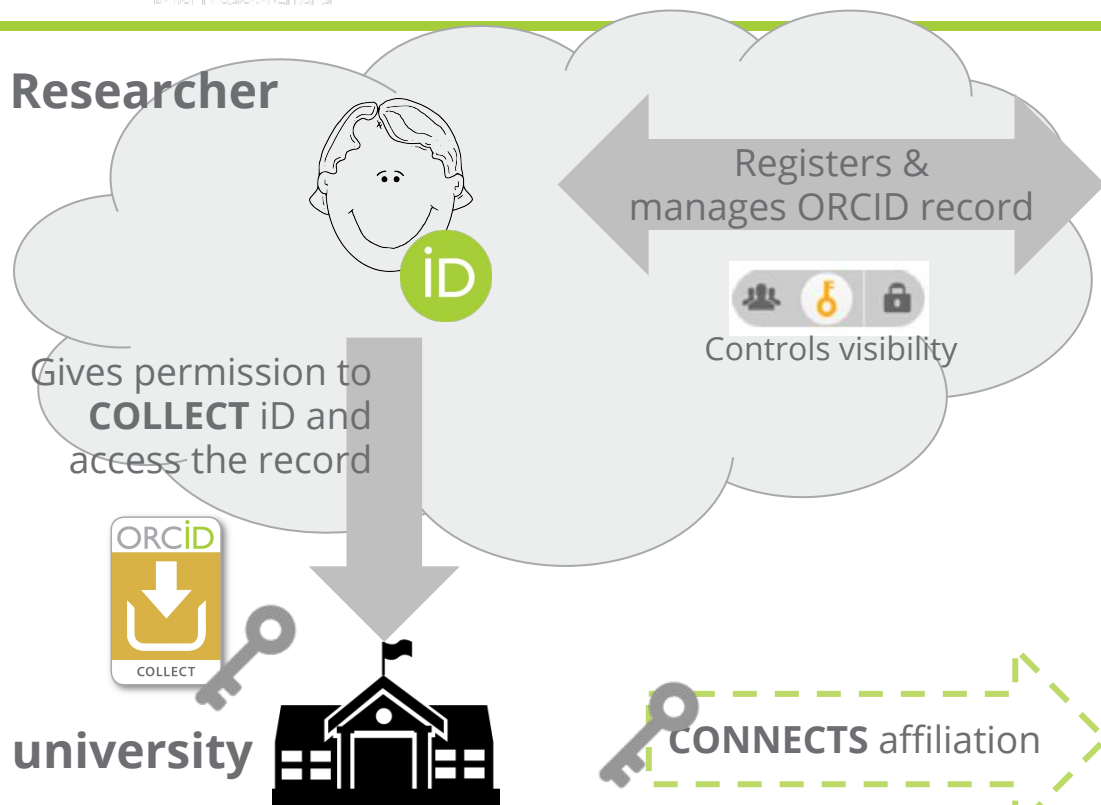 Researcher
Registers &
manages ORCID record
iD
Controls visibility
Gives permission to
COLLECT iD and
access the record
ORCiD
COLLECT
university
CONNECTS affiliation